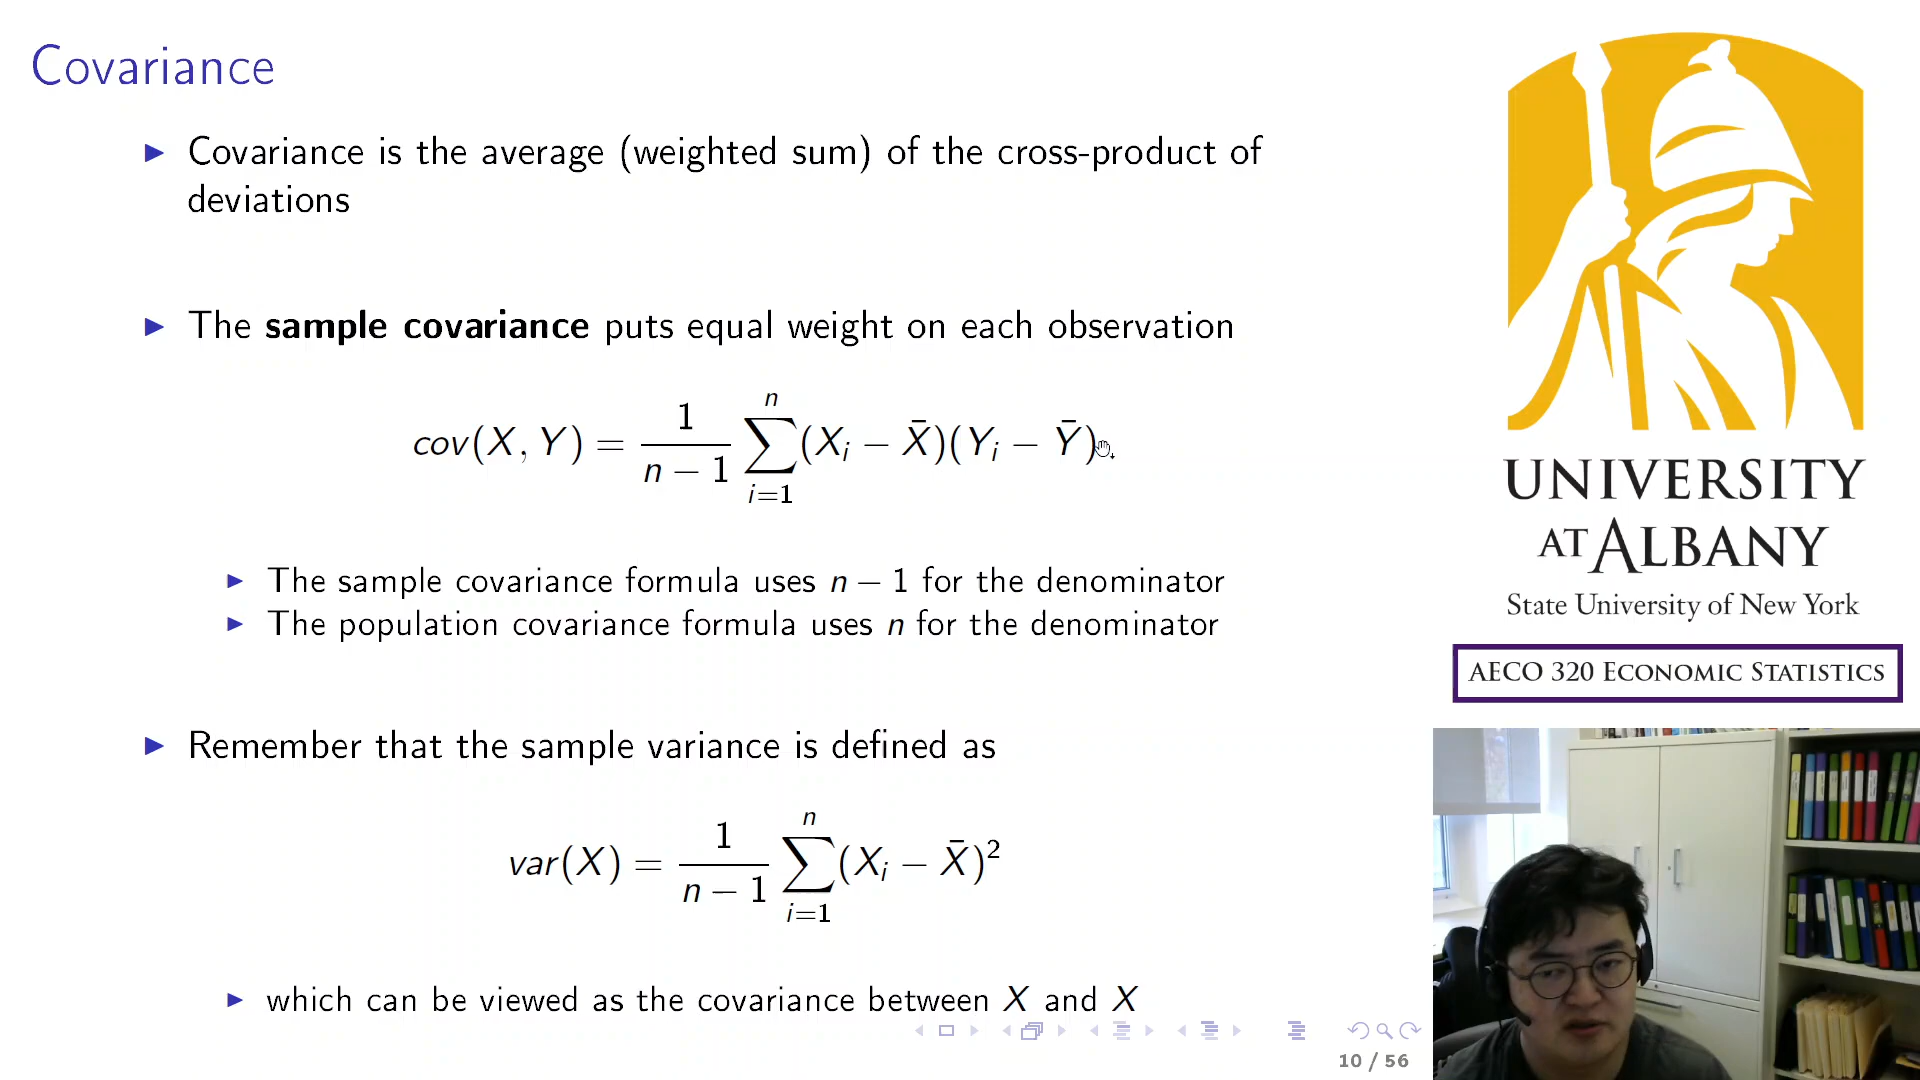 Covariance
▶ Covariance is the average (weighted sum) of the cross-product of
deviations
▶ The sample covariance puts equal weight on each observation
cov(X, Y) = \frac{1}{n − 1} \sum_{i=1}^{n} (X_i − X̄)(Y_i − Ȳ)
▶ The sample covariance formula uses n − 1 for the denominator
▶ The population covariance formula uses n for the denominator
▶ Remember that the sample variance is defined as
var(X) = \frac{1}{n − 1} \sum_{i=1}^{n} (X_i − X̄)^2
▶ which can be viewed as the covariance between X and X
10 / 56
UNIVERSITY
AT ALBANY
State University of New York
AECO 320 ECONOMIC STATISTICS